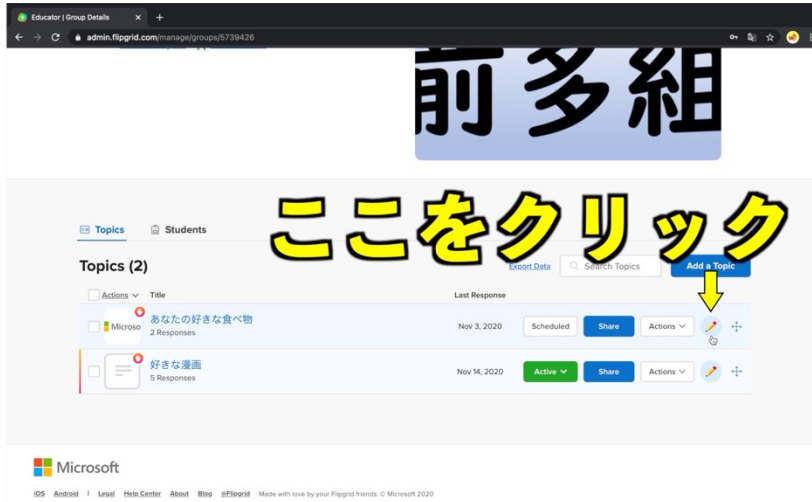 Educator | Group Details
admin.flipgrid.com/manage/groups/5739426
前多組
ここをクリック
Topics
Students
Topics (2)
Export Data
Search Topics
Add a Topic
Actions
Title
Last Response
Microso
あなたの好きな食べ物
2 Responses
Nov 3, 2020
Scheduled
Share
Actions
好きな漫画
5 Responses
Nov 14, 2020
Active
Share
Actions
Microsoft
iOS Android | Legal Help Center About Blog #Flipgrid Made with love by your Flipgrid friends. © Microsoft 2020